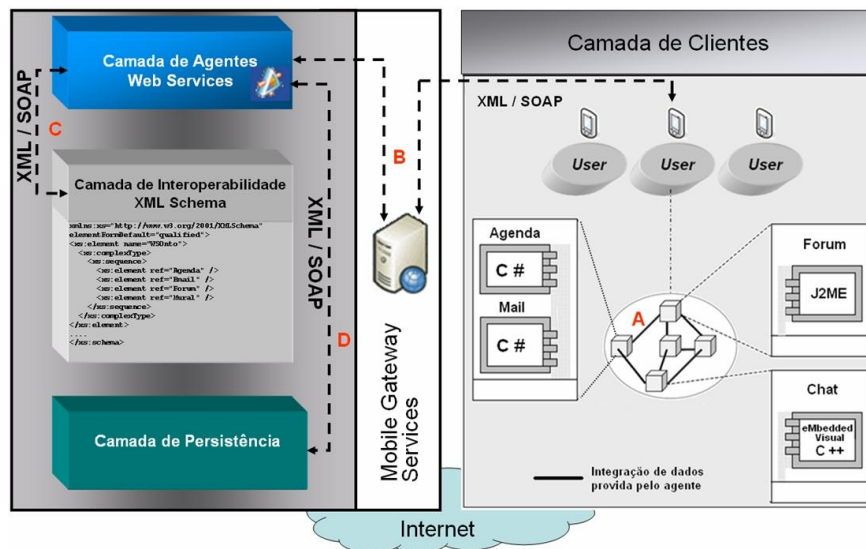 Camada de Agentes
Web Services
XML / SOAP
C
Camada de Interoperabilidade
XML Schema
xmlns:xs="http://www.w3.org/2001/XMLSchema"
elementFormDefault="qualified">
<xs:element name="WSOnto">
<xs:complexType>
<xs:sequence>
<xs:element ref="Agenda" />
<xs:element ref="Email" />
<xs:element ref="Forum" />
<xs:element ref="Mural" />
</xs:sequence>
</xs:complexType>
</xs:element>
....
</xs:schema>
XML / SOAP
D
Camada de Persistência
B
Mobile Gateway
Services
Internet
Camada de Clientes
XML / SOAP
User
User
User
Agenda
C #
Mail
C #
A
Forum
J2ME
Chat
eMbedded
Visual
C ++
Integração de dados
provida pelo agente